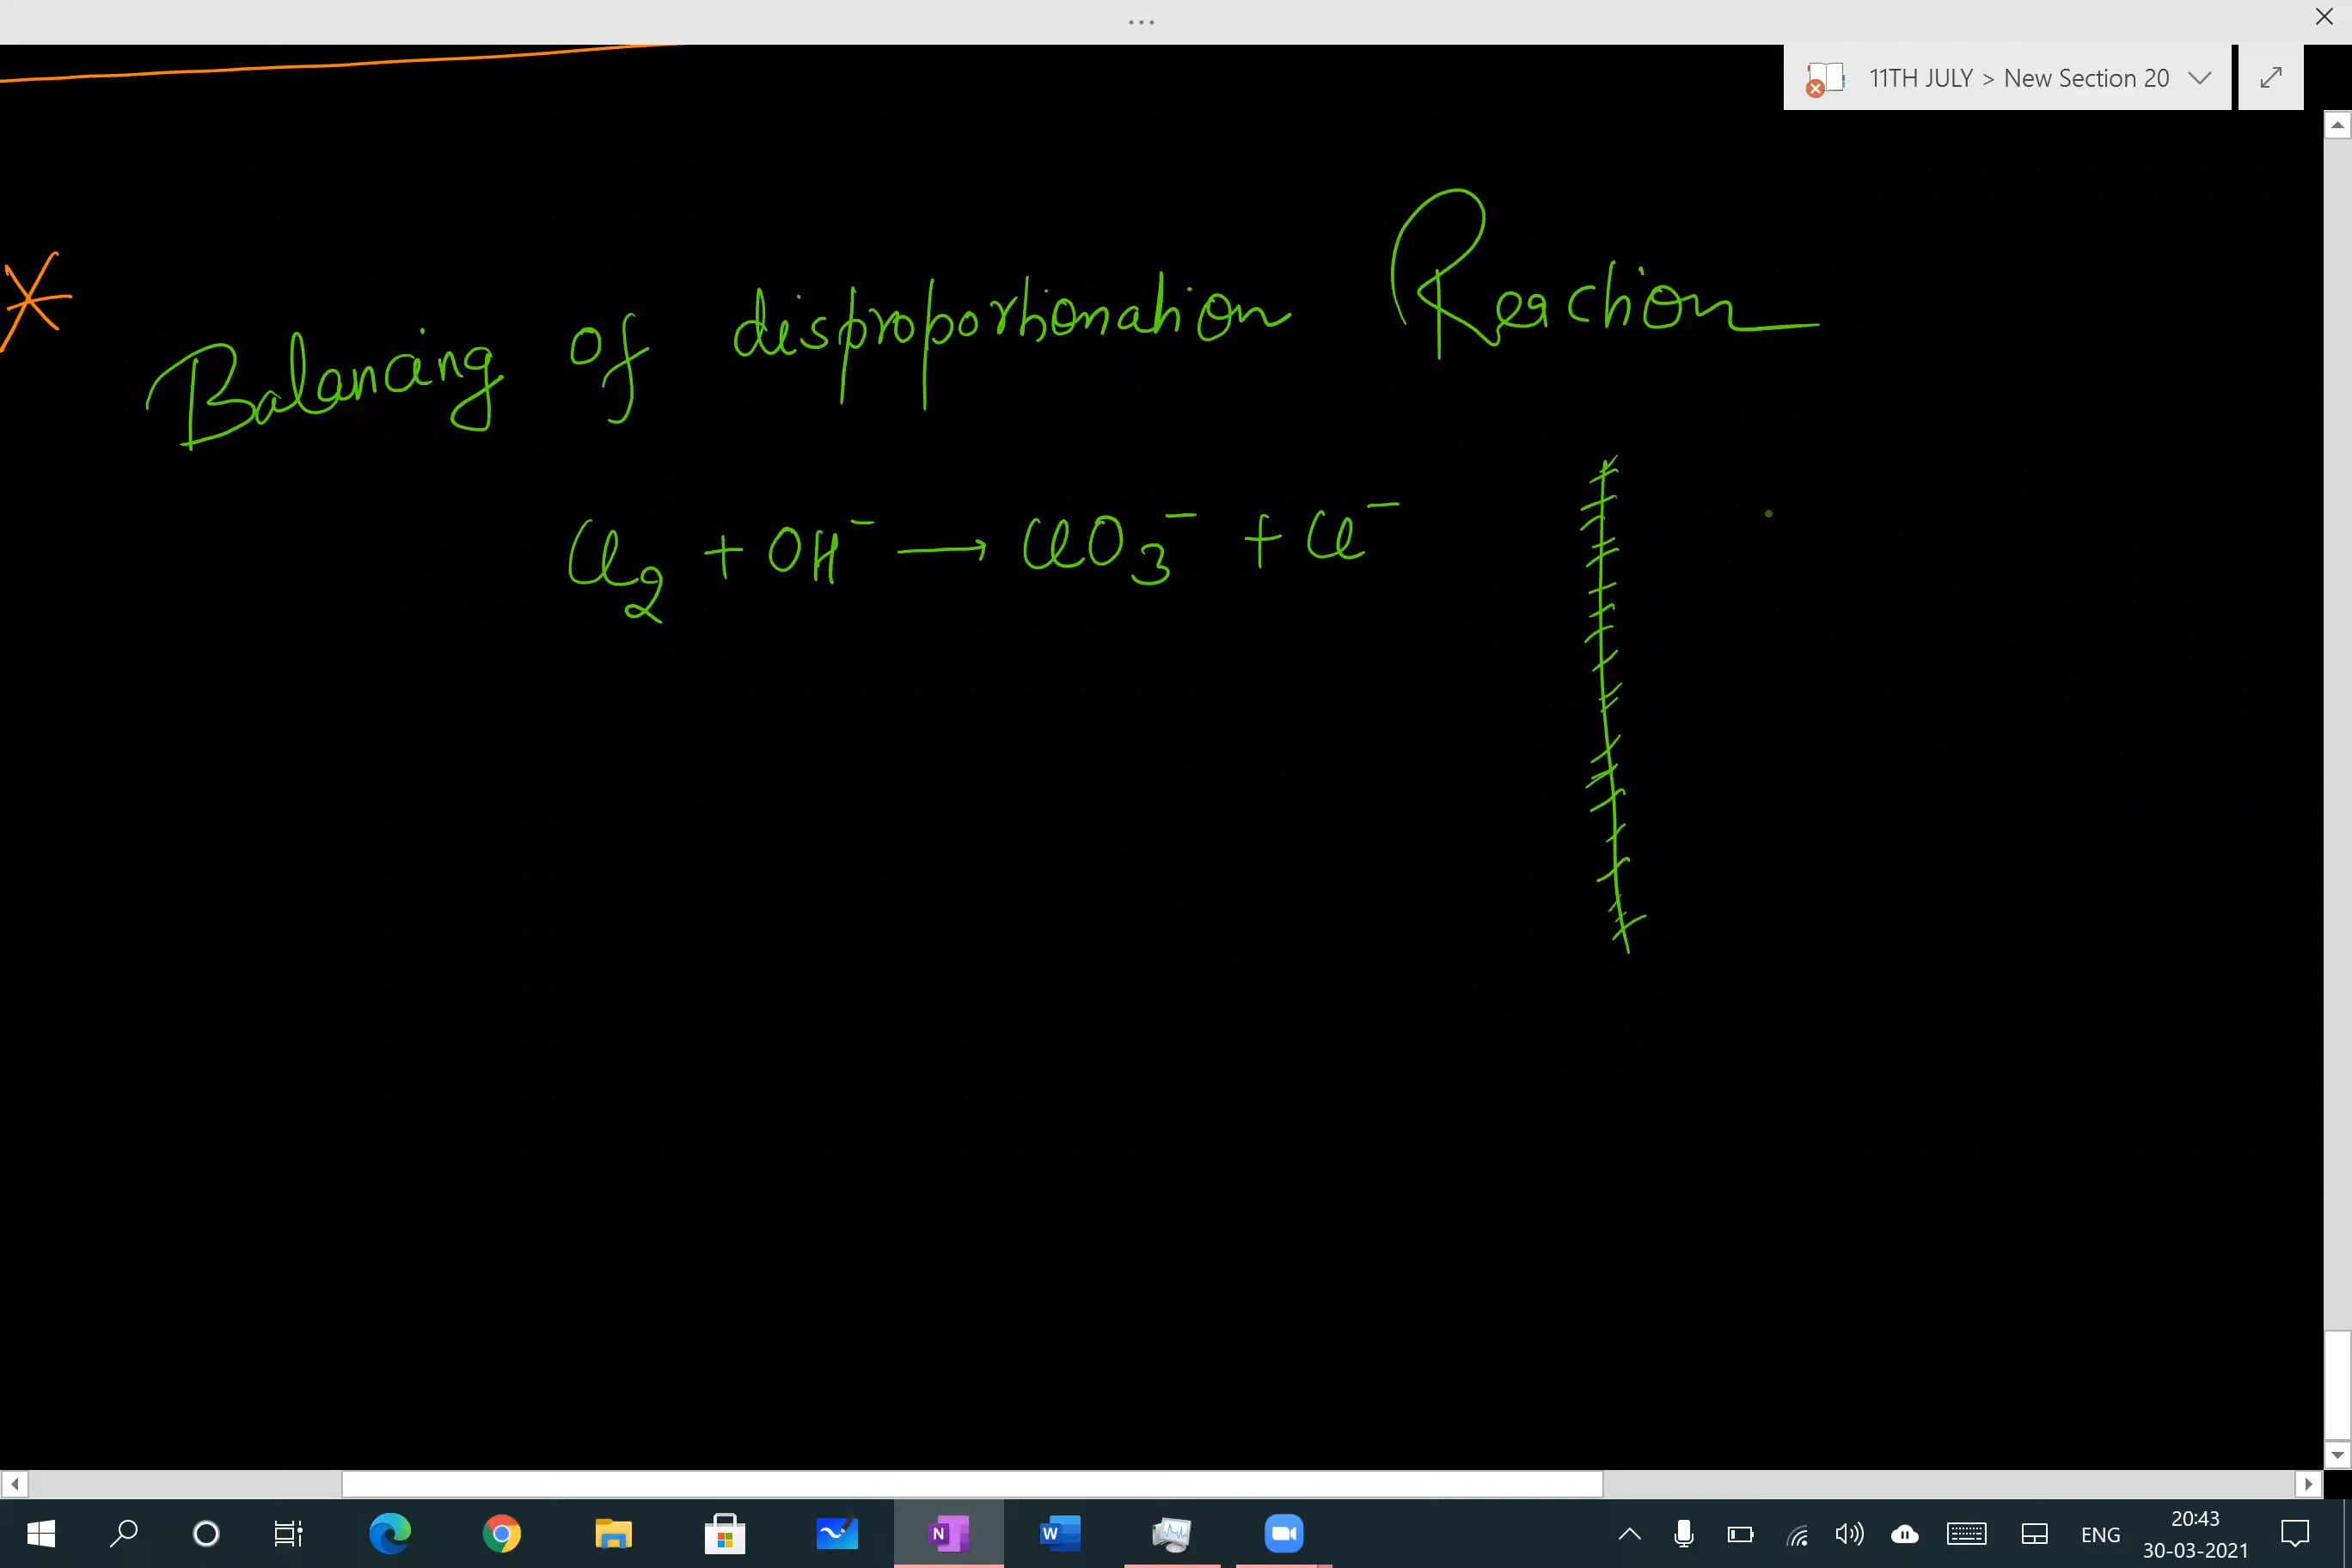 ...
11TH JULY > New Section 20
* Balancing of disproportionation Reaction
Cl₂ + OH⁻ → ClO₃⁻ + Cl⁻
N
W
ENG
20:43
30-03-2021